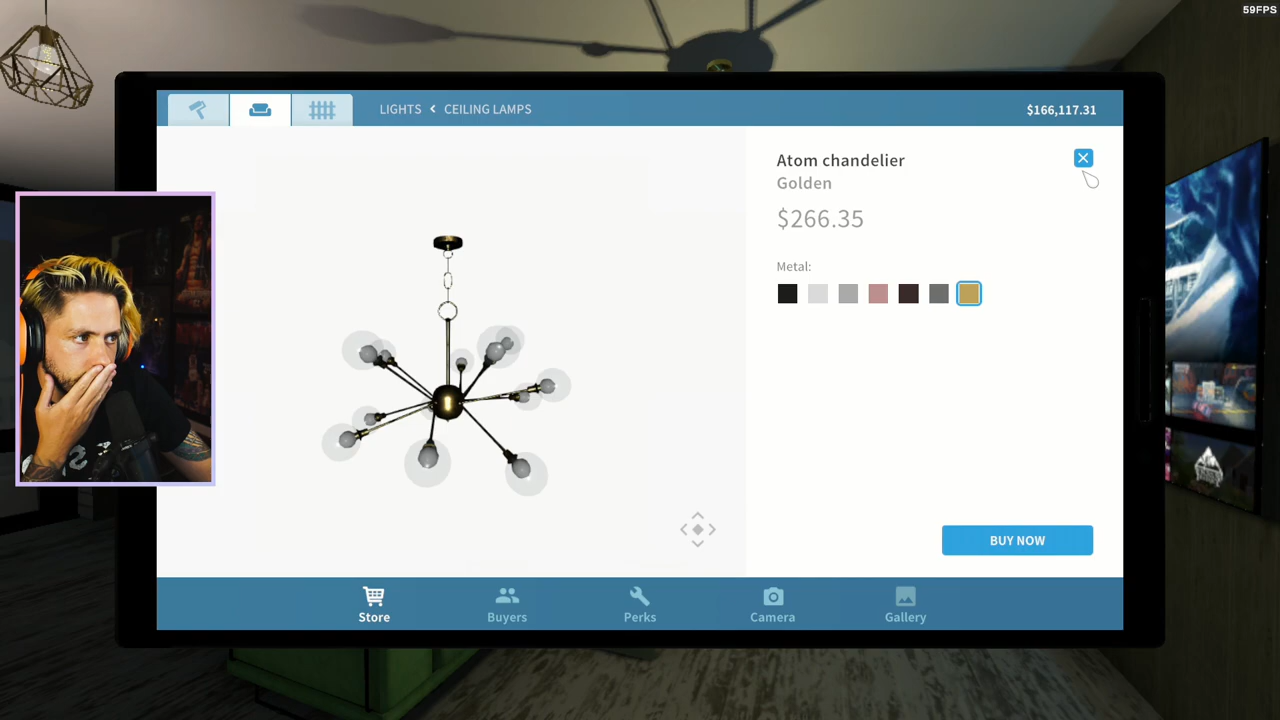 59FPS
LIGHTS < CEILING LAMPS
$166,117.31
Atom chandelier
Golden
$266.35
Metal:
BUY NOW
Store
Buyers
Perks
Camera
Gallery